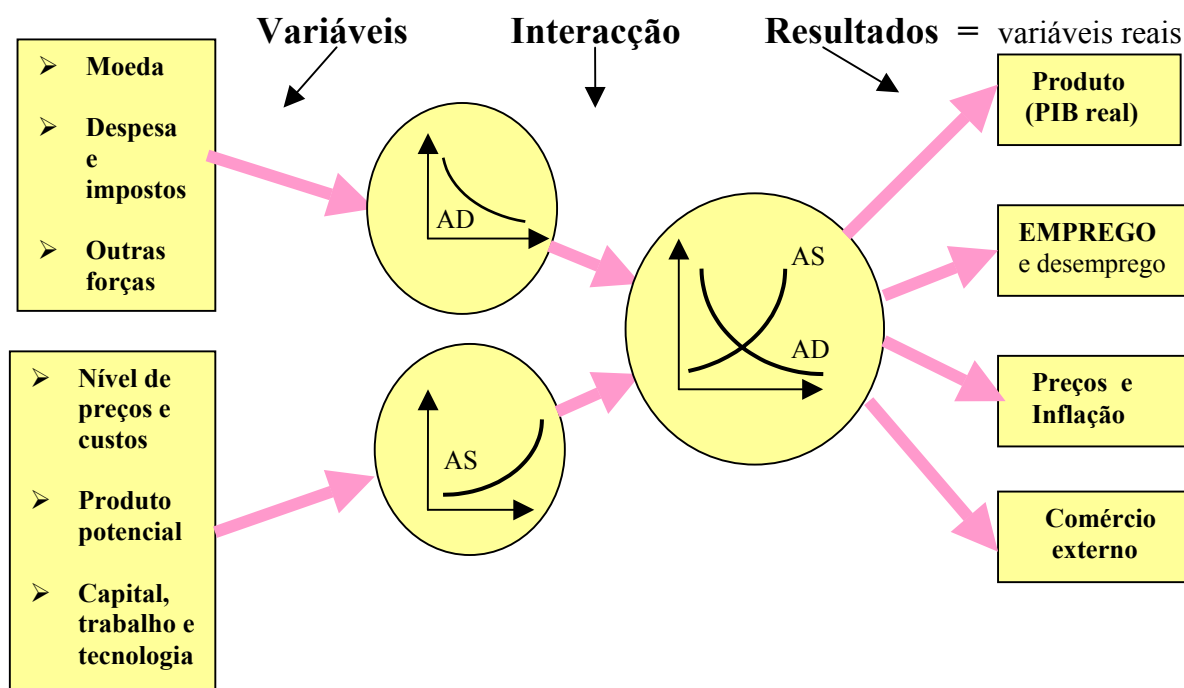 Variáveis
Interacção
Resultados = variáveis reais
➢ Moeda
➢ Despesa
e
impostos
➢ Outras
forças
➢ Nível de
preços e
custos
➢ Produto
potencial
➢ Capital,
trabalho e
tecnologia
AD
AS
AS
AD
Produto
(PIB real)
EMPREGO
e desemprego
Preços e
Inflação
Comércio
externo